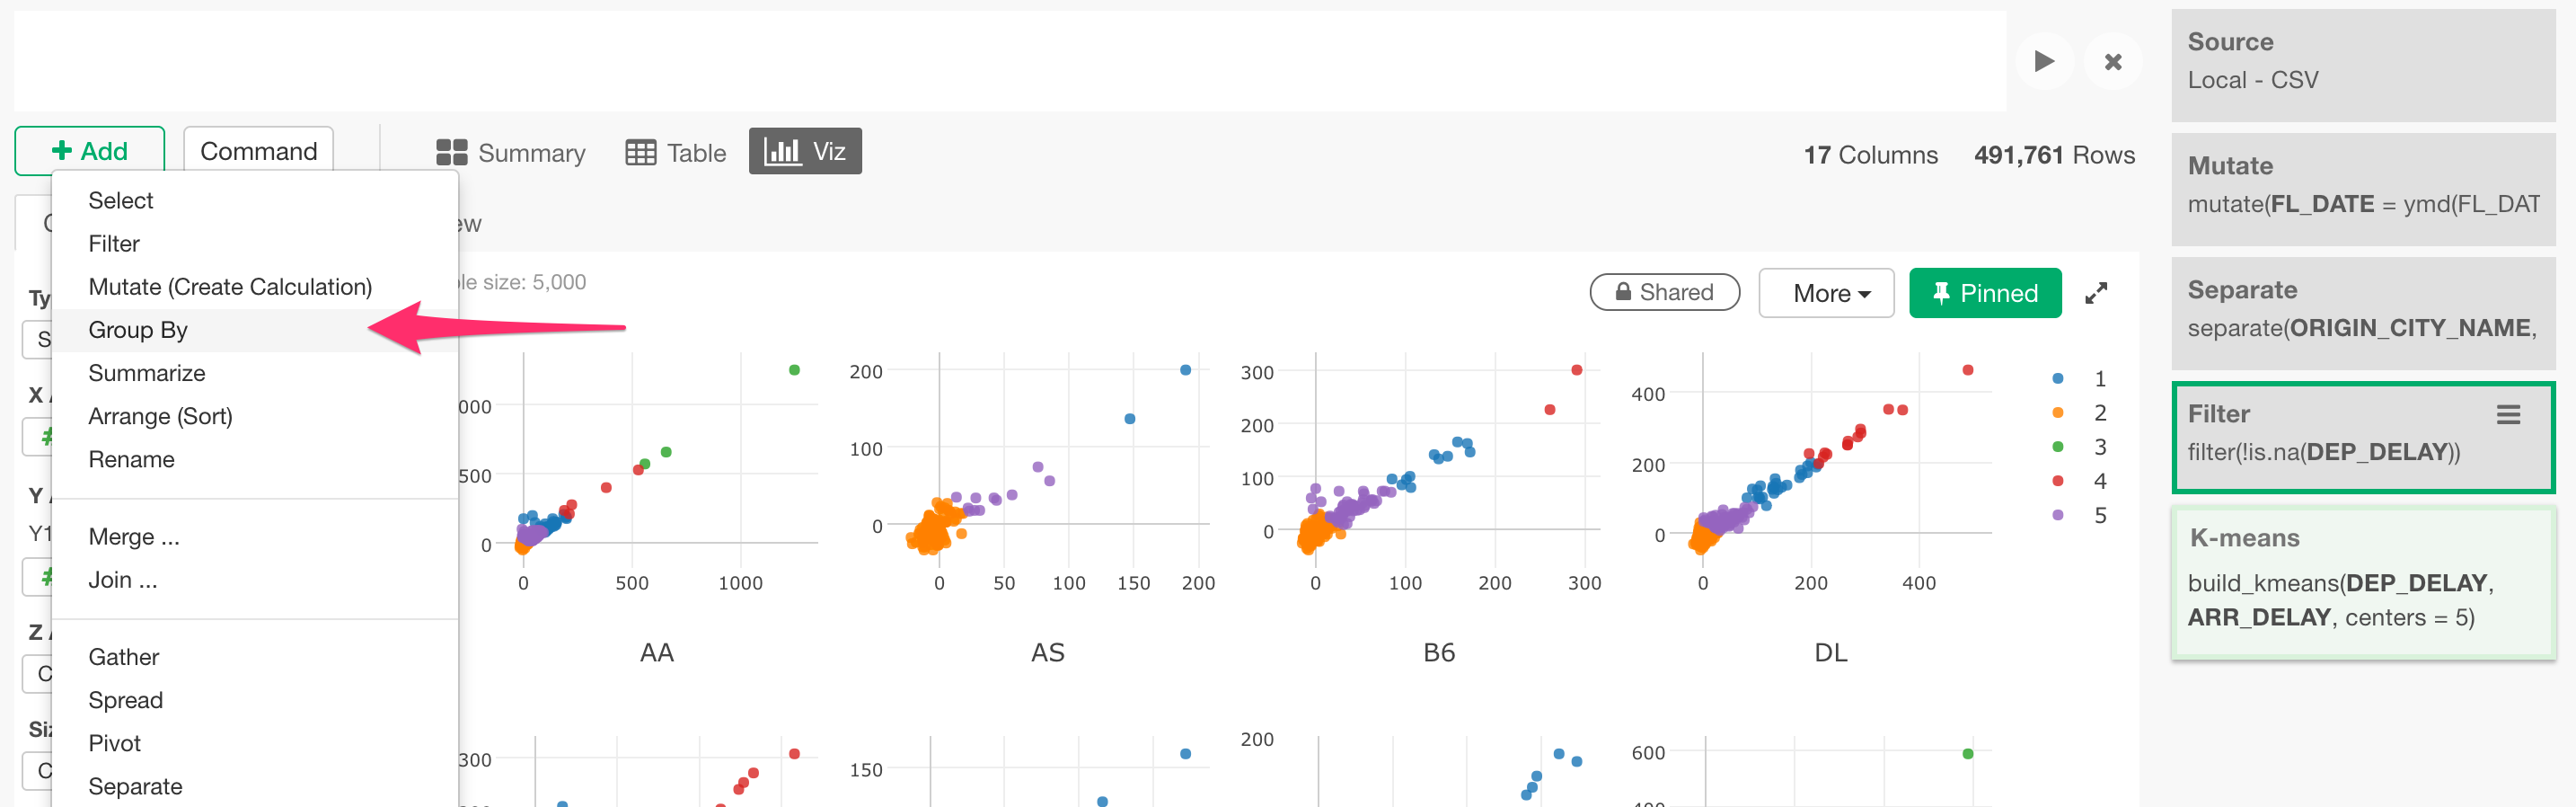 + Add
Command
Summary
Table
Viz
17 Columns
491,761 Rows
ew
Select
Filter
Mutate (Create Calculation)
Group By
Summarize
Arrange (Sort)
Rename
Merge ...
Join ...
Gather
Spread
Pivot
Separate
Ty
S
X
#
Y
Y1
#
Z
C
Siz
C
le size: 5,000
Shared
More
Pinned
000
500
0
0
500
1000
AA
200
100
0
0
50
100
150
200
AS
300
200
100
0
0
100
200
300
B6
400
200
0
0
200
400
DL
1
2
3
4
5
300
150
200
600
Source
Local - CSV
Mutate
mutate(FL_DATE = ymd(FL_DAT
Separate
separate(ORIGIN_CITY_NAME,
Filter
filter(!is.na(DEP_DELAY))
K-means
build_kmeans(DEP_DELAY,
ARR_DELAY, centers = 5)